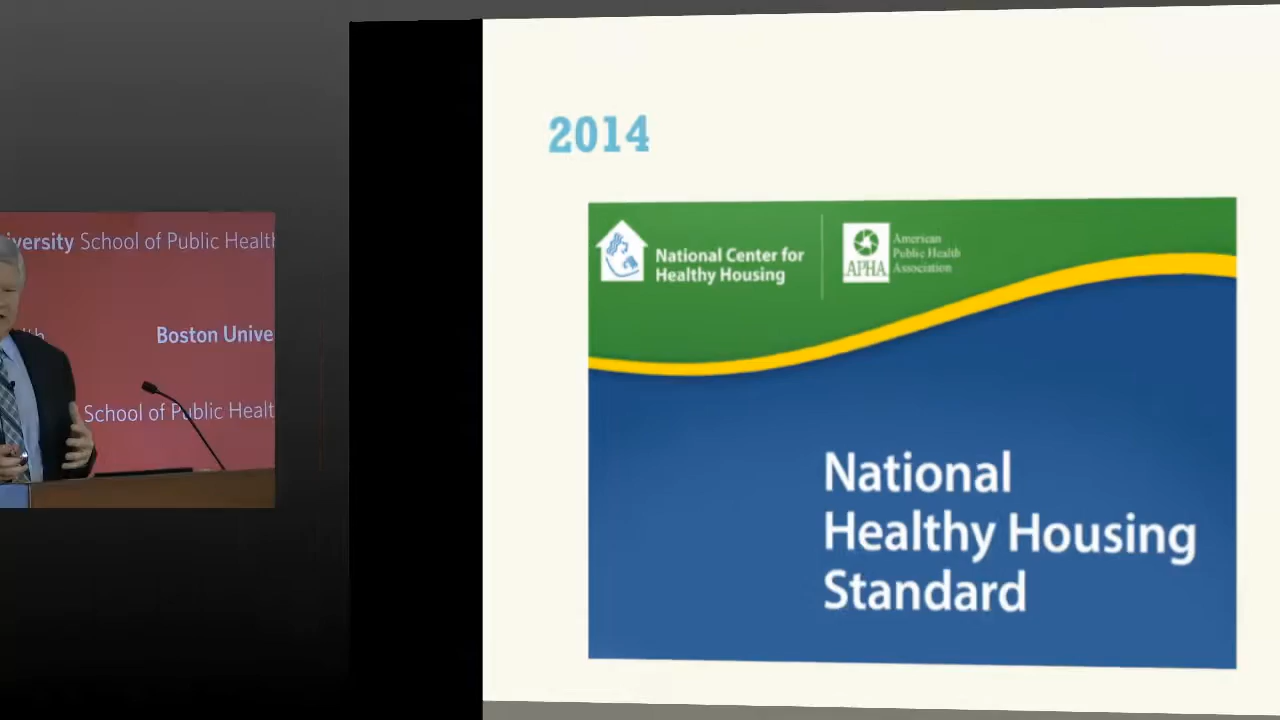 2014
National Center for
Healthy Housing
APHA
American
Public Health
Association
National
Healthy Housing
Standard
iversity School of Public Healt
Boston Unive
School of Public Healt